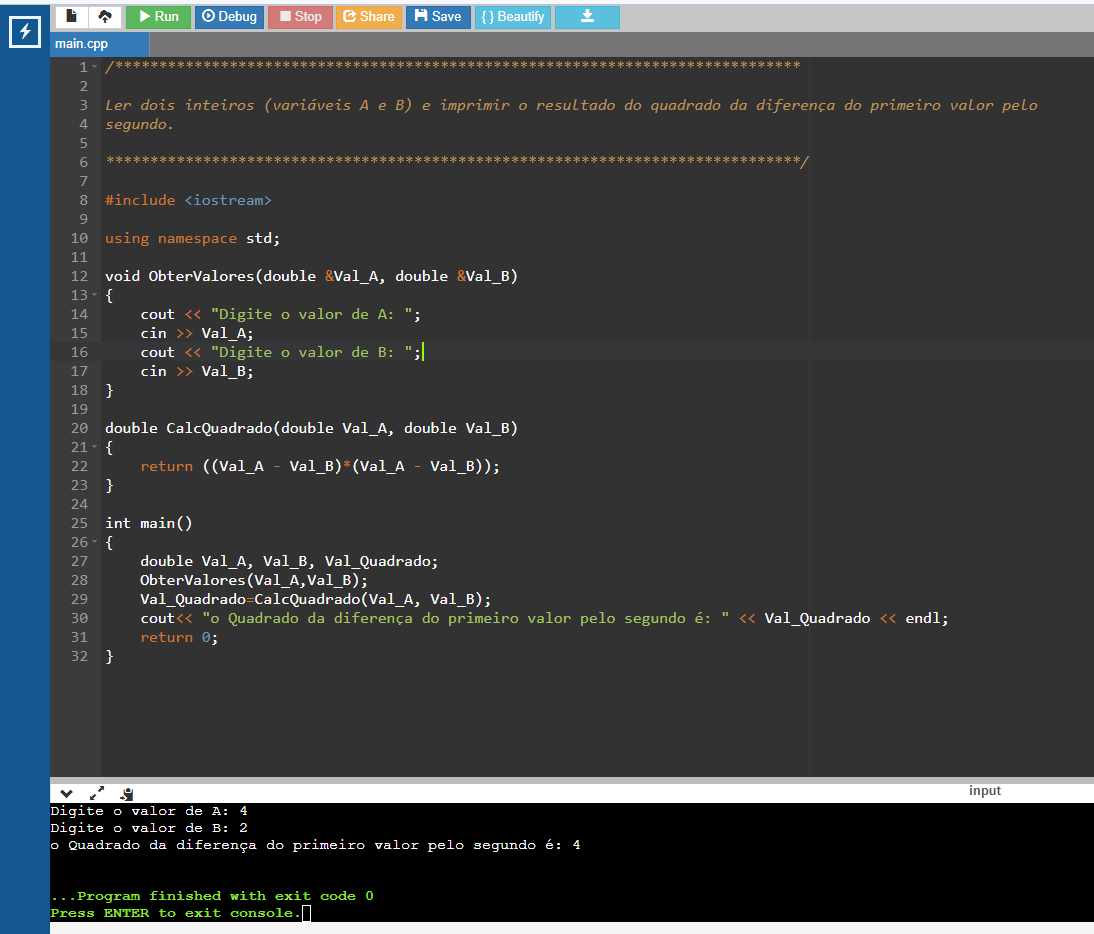 Run Debug Stop Share Save { } Beautify
main.cpp
1 /******************************************************************************
2
3 Ler dois inteiros (variáveis A e B) e imprimir o resultado do quadrado da diferença do primeiro valor pelo
4 segundo.
5
6 *******************************************************************************/
7
8 #include <iostream>
9
10 using namespace std;
11
12 void ObterValores(double &Val_A, double &Val_B)
13 {
14     cout << "Digite o valor de A: ";
15     cin >> Val_A;
16     cout << "Digite o valor de B: ";
17     cin >> Val_B;
18 }
19
20 double CalcQuadrado(double Val_A, double Val_B)
21 {
22     return ((Val_A - Val_B)*(Val_A - Val_B));
23 }
24
25 int main()
26 {
27     double Val_A, Val_B, Val_Quadrado;
28     ObterValores(Val_A,Val_B);
29     Val_Quadrado=CalcQuadrado(Val_A, Val_B);
30     cout<< "o Quadrado da diferença do primeiro valor pelo segundo é: " << Val_Quadrado << endl;
31     return 0;
32 }
input
Digite o valor de A: 4
Digite o valor de B: 2
o Quadrado da diferença do primeiro valor pelo segundo é: 4
...Program finished with exit code 0
Press ENTER to exit console.